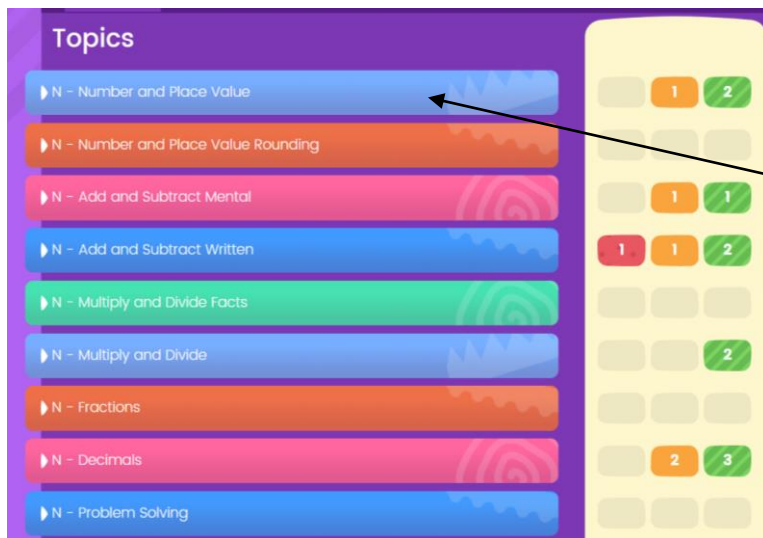 Topics
N - Number and Place Value 1 2
N - Number and Place Value Rounding
N - Add and Subtract Mental 1 1
N - Add and Subtract Written 1 1 2
N - Multiply and Divide Facts
N - Multiply and Divide 2
N - Fractions
N - Decimals 2 3
N - Problem Solving